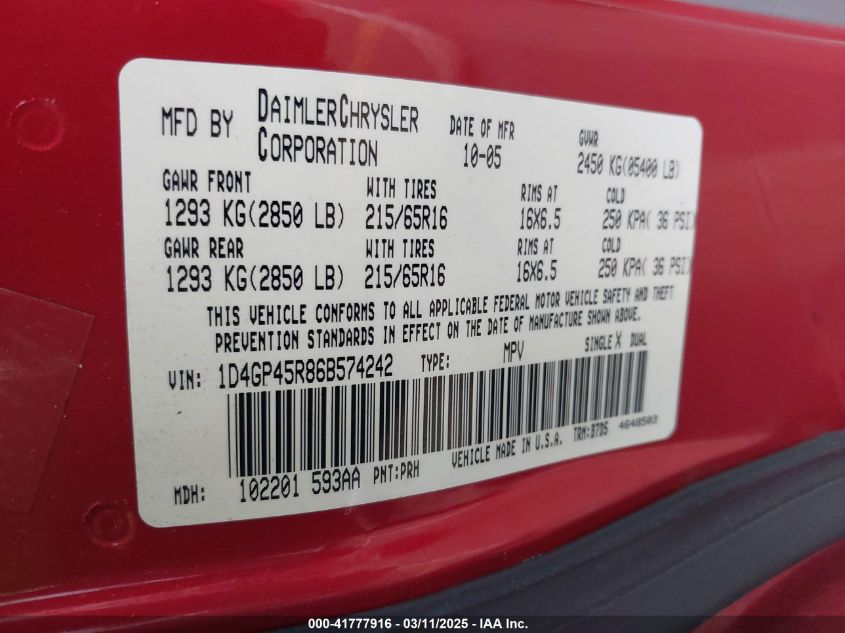 MFD BY DAIMLERCHRYSLER CORPORATION DATE OF MFR 10-05 GVWR 2450 KG(05400 LB)
GAWR FRONT WITH TIRES RIMS AT COLD
1293 KG(2850 LB) 215/65R16 16X6.5 250 KPA( 36 PSI)
GAWR REAR WITH TIRES RIMS AT COLD
1293 KG(2850 LB) 215/65R16 16X6.5 250 KPA( 36 PSI)
THIS VEHICLE CONFORMS TO ALL APPLICABLE FEDERAL MOTOR VEHICLE SAFETY AND THEFT
PREVENTION STANDARDS IN EFFECT ON THE DATE OF MANUFACTURE SHOWN ABOVE.
VIN: 1D4GP45R86B574242 TYPE: MPV SINGLE X DUAL
MDH: 102201 593AA PNT:PRH VEHICLE MADE IN U.S.A. TRM:B7D5 4648503
000-41777916 - 03/11/2025 - IAA Inc.